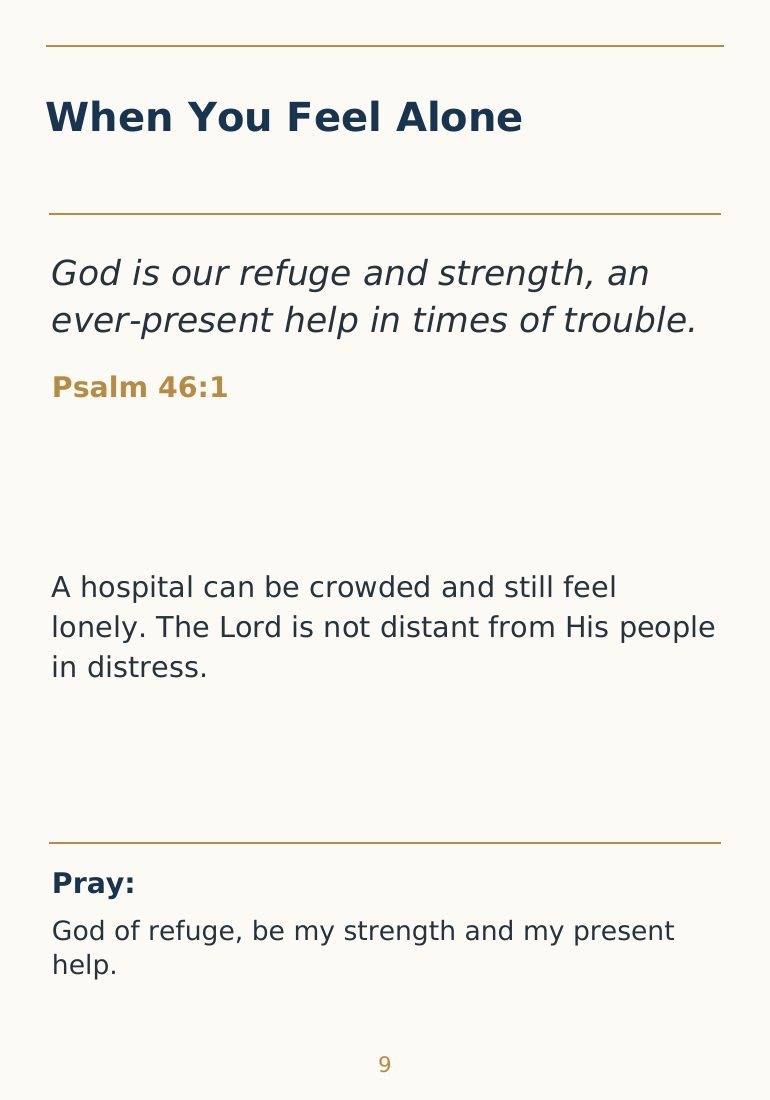 When You Feel Alone
God is our refuge and strength, an
ever-present help in times of trouble.
Psalm 46:1
A hospital can be crowded and still feel
lonely. The Lord is not distant from His people
in distress.
Pray:
God of refuge, be my strength and my present
help.
9